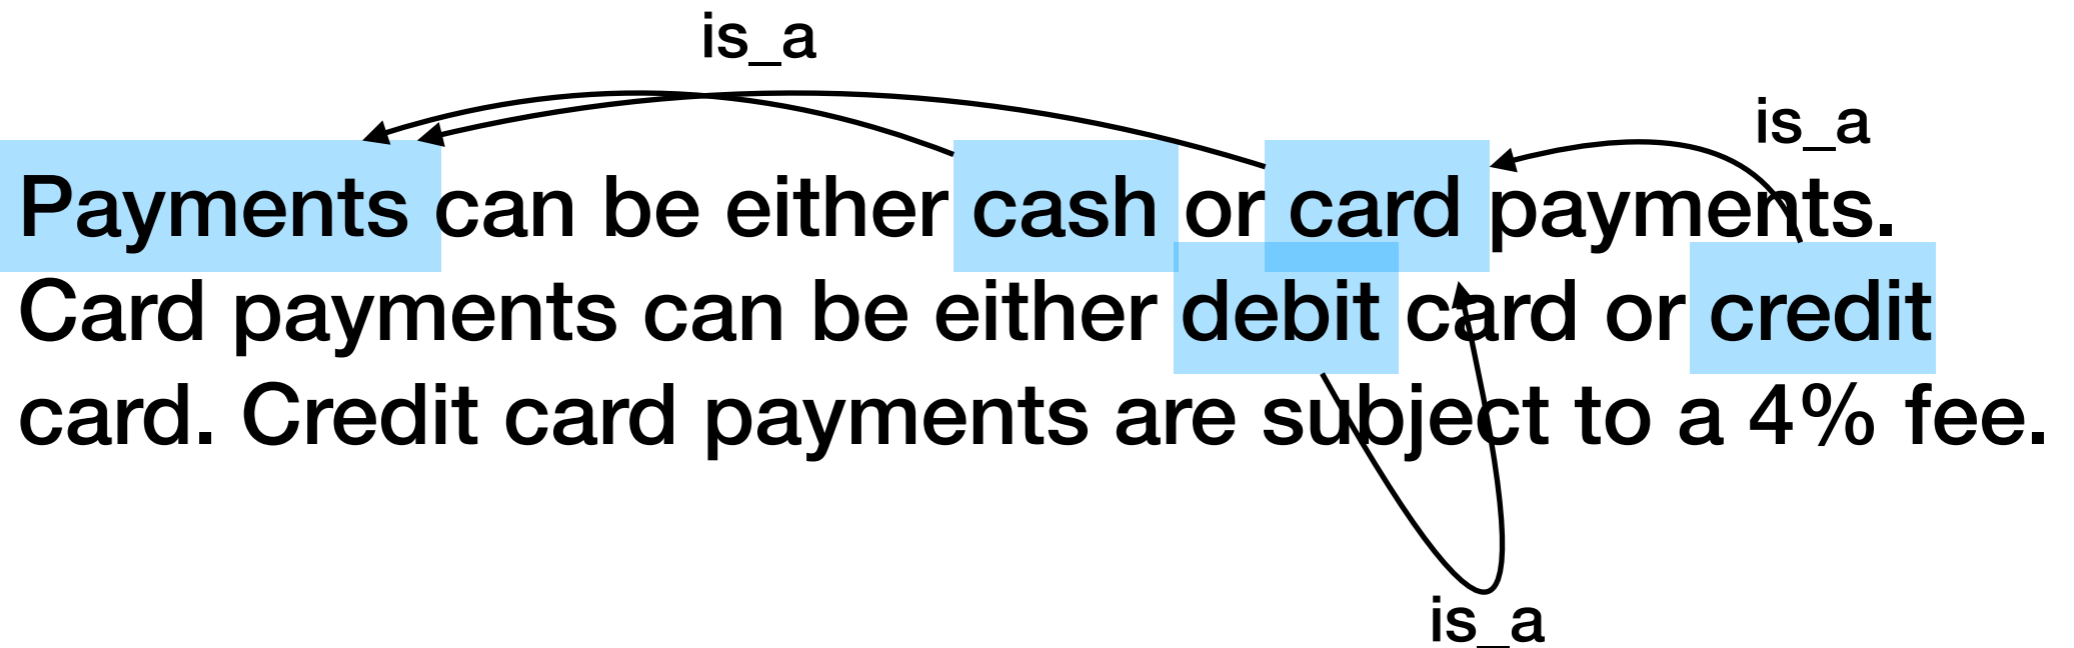 is_a
is_a
Payments can be either cash or card payments.
Card payments can be either debit card or credit
card. Credit card payments are subject to a 4% fee.
is_a